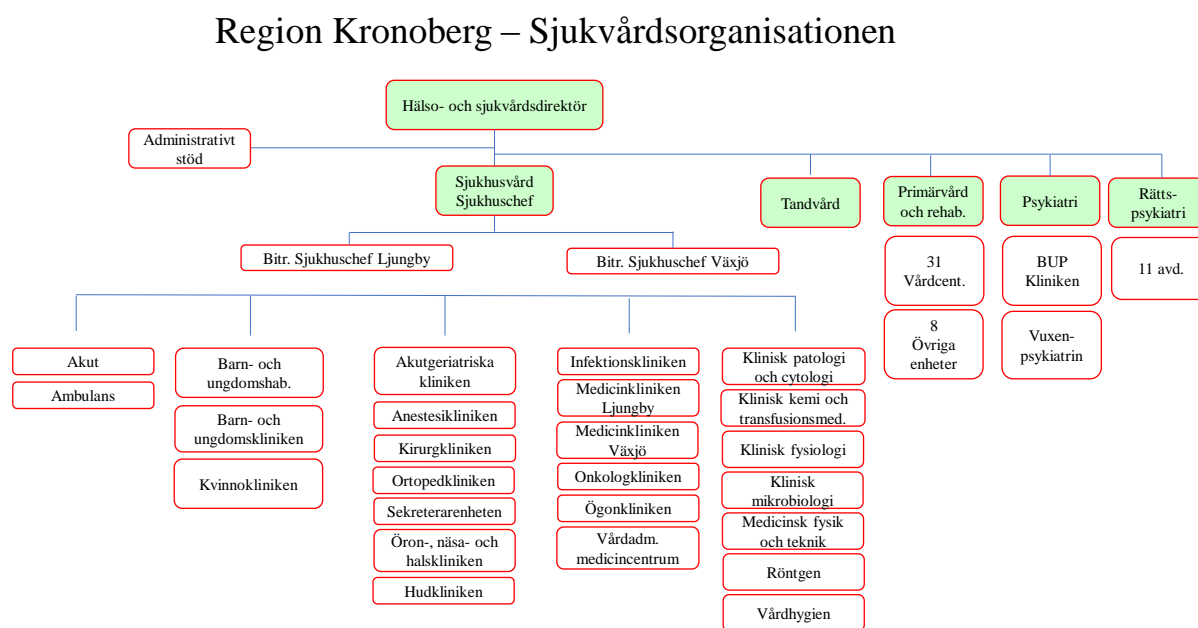 Region Kronoberg – Sjukvårdsorganisationen
Hälso- och sjukvårdsdirektör
Administrativt
stöd
Sjukhusvård
Sjukhuschef
Tandvård
Primärvård
och rehab.
Psykiatri
Rätts-
psykiatri
Bitr. Sjukhuschef Ljungby
Bitr. Sjukhuschef Växjö
31
Vårdcent.
BUP
Kliniken
11 avd.
8
Övriga
enheter
Vuxen-
psykiatrin
Akut
Ambulans
Barn- och
ungdomshab.
Barn- och
ungdomskliniken
Kvinnokliniken
Akutgeriatriska
kliniken
Anestesikliniken
Kirurgkliniken
Ortopedkliniken
Sekreterarenheten
Öron-, näsa- och
halskliniken
Hudkliniken
Infektionskliniken
Medicinkliniken
Ljungby
Medicinkliniken
Växjö
Onkologkliniken
Ögonkliniken
Vårdadm.
medicincentrum
Klinisk patologi
och cytologi
Klinisk kemi och
transfusionsmed.
Klinisk fysiologi
Klinisk
mikrobiologi
Medicinsk fysik
och teknik
Röntgen
Vårdhygien